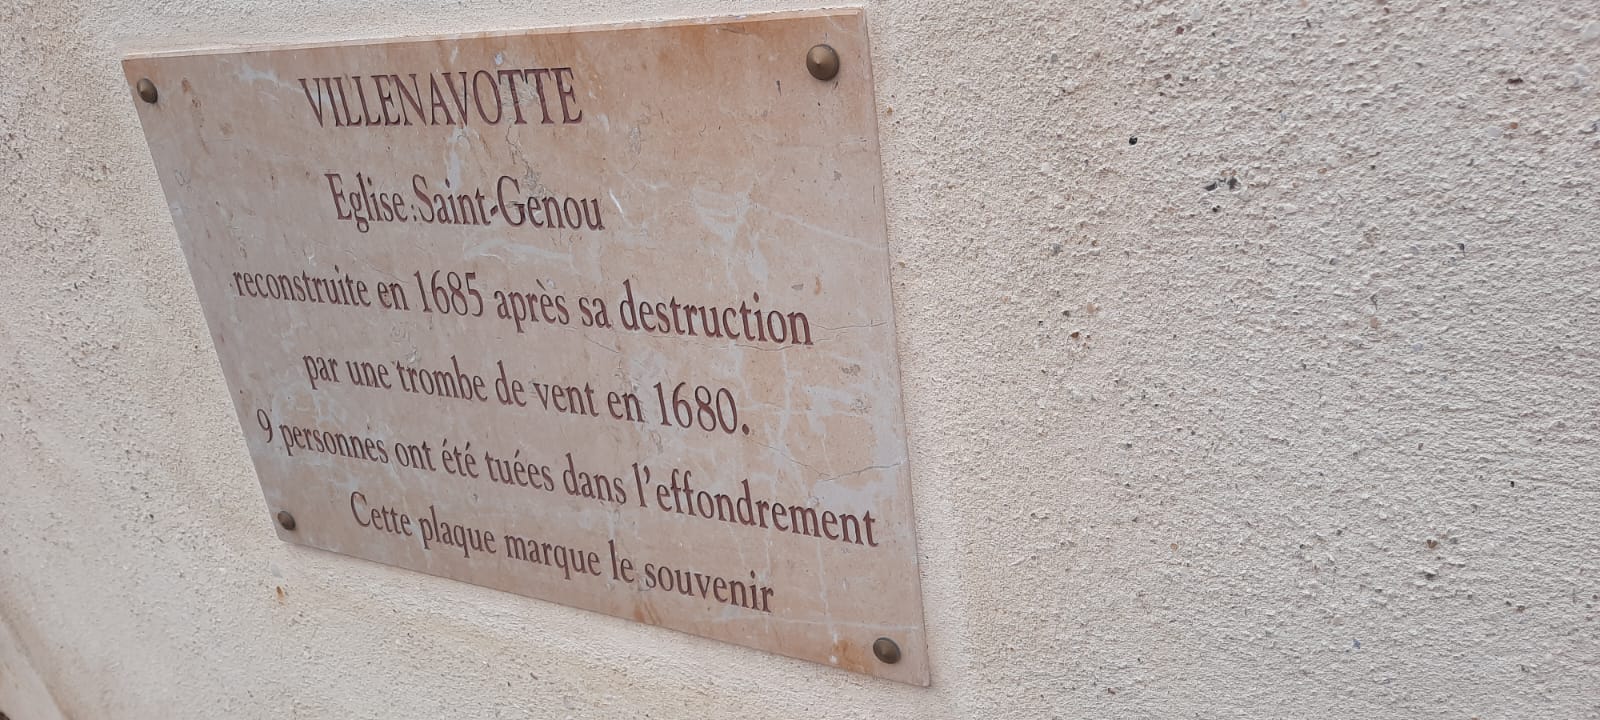 VILLENAVOTTE
Eglise Saint-Genou
reconstruite en 1685 après sa destruction
par une trombe de vent en 1680.
9 personnes ont été tuées dans l'effondrement
Cette plaque marque le souvenir